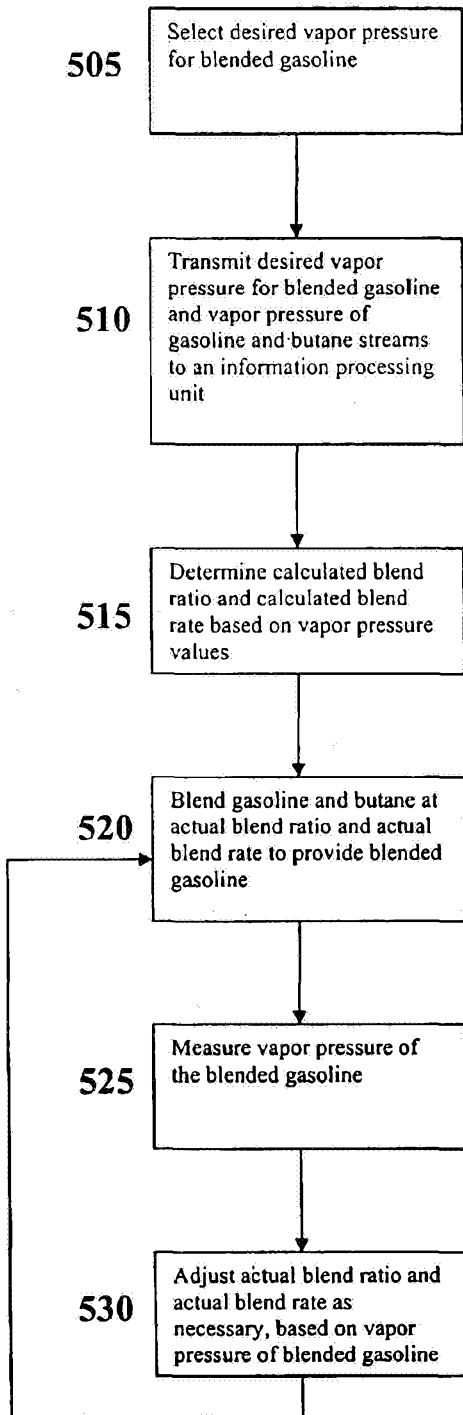 505
Select desired vapor pressure
for blended gasoline
510
Transmit desired vapor
pressure for blended gasoline
and vapor pressure of
gasoline and butane streams
to an information processing
unit
515
Determine calculated blend
ratio and calculated blend
rate based on vapor pressure
values
520
Blend gasoline and butane at
actual blend ratio and actual
blend rate to provide blended
gasoline
525
Measure vapor pressure of
the blended gasoline
530
Adjust actual blend ratio and
actual blend rate as
necessary, based on vapor
pressure of blended gasoline